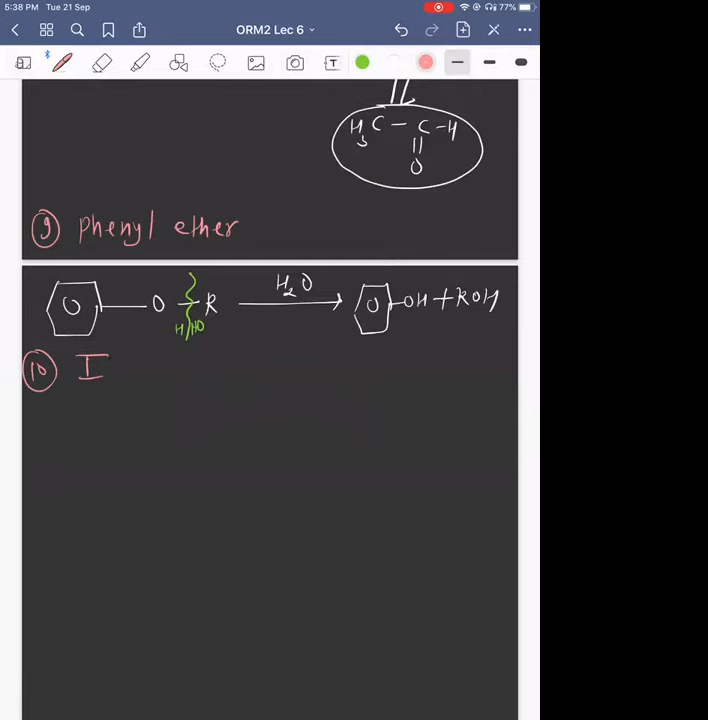 5:38 PM Tue 21 Sep 77%
ORM2 Lec 6
T
H3C - C - H
O
9 Phenyl ether
O - R H2O OH + ROH
H/HO
10 I